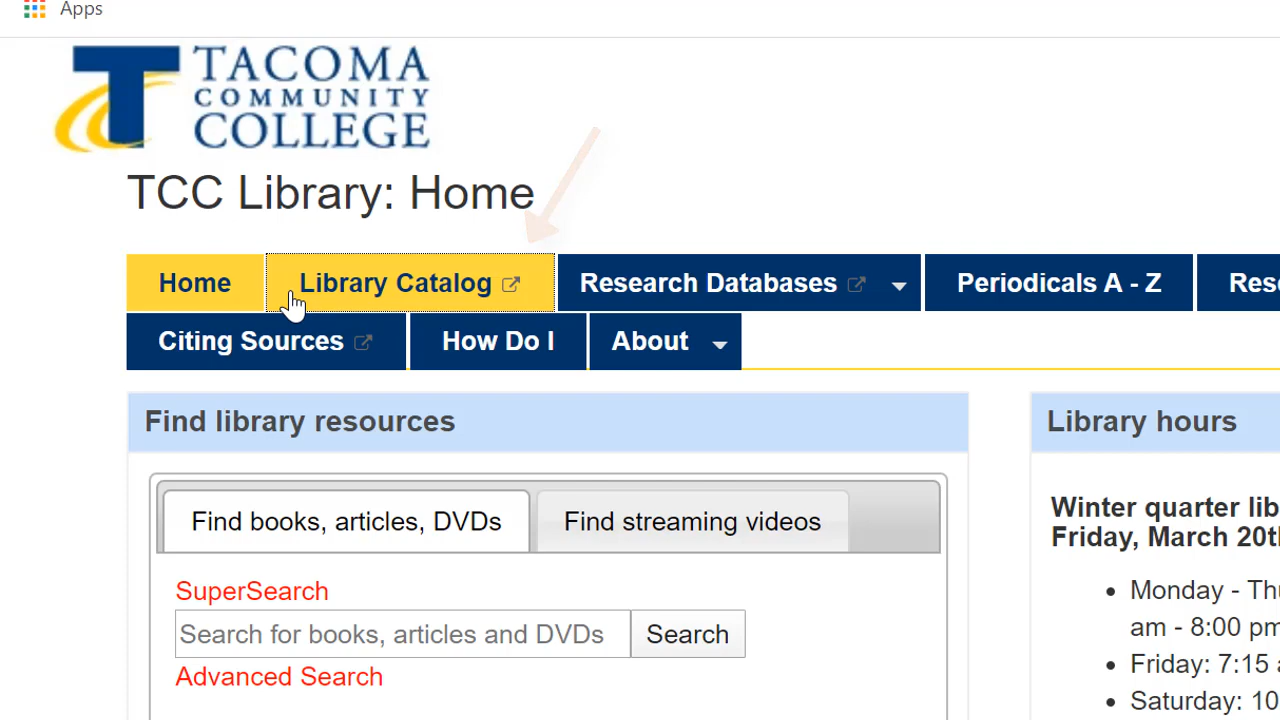 Apps
TACOMA
COMMUNITY
COLLEGE
TCC Library: Home
Home Library Catalog Research Databases Periodicals A - Z Res
Citing Sources How Do I About
Find library resources
Library hours
Find books, articles, DVDs Find streaming videos
Winter quarter lib
Friday, March 20th
SuperSearch
Search for books, articles and DVDs Search
Advanced Search
Monday - Thu
am - 8:00 pm
Friday: 7:15 a
Saturday: 10